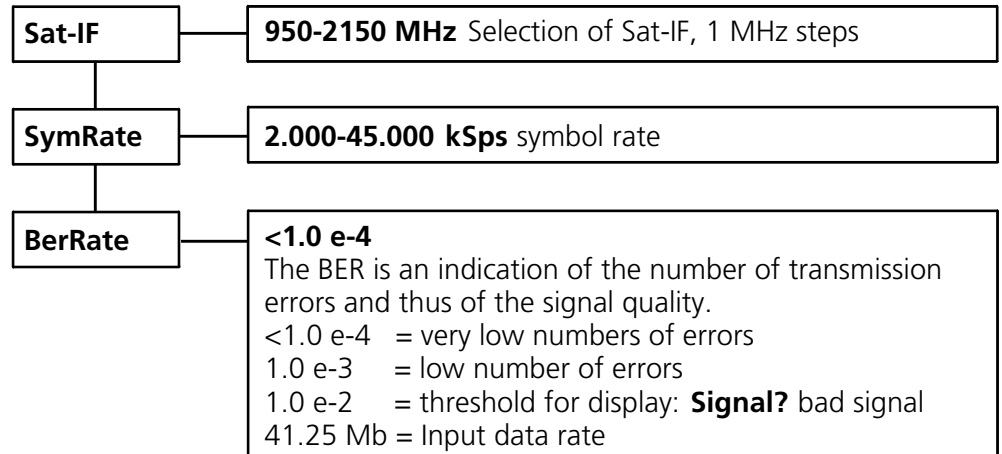 Sat-IF
950-2150 MHz Selection of Sat-IF, 1 MHz steps
SymRate
2.000-45.000 kSps symbol rate
BerRate
<1.0 e-4
The BER is an indication of the number of transmission
errors and thus of the signal quality.
<1.0 e-4 = very low numbers of errors
1.0 e-3 = low number of errors
1.0 e-2 = threshold for display: Signal? bad signal
41.25 Mb = Input data rate